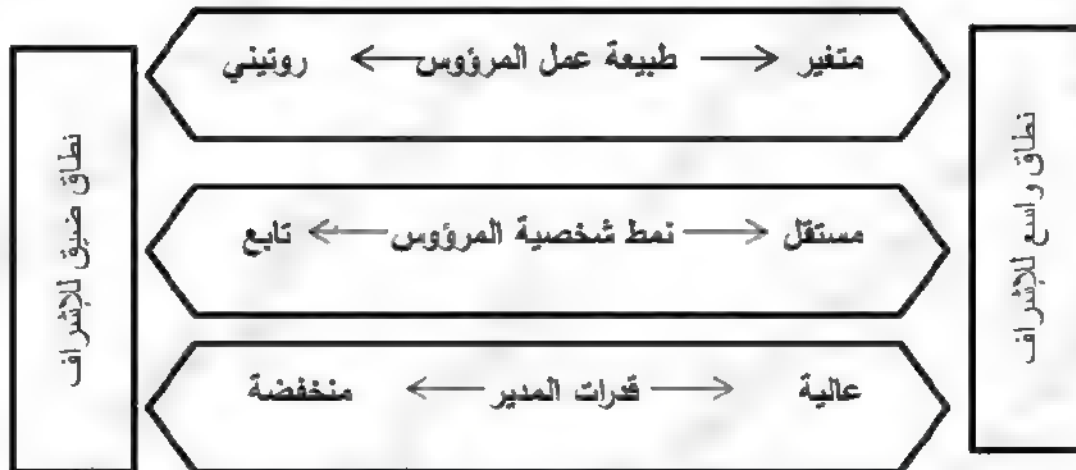 نطاق واسع للإشراف
متغير ← طبيعة عمل المرؤوس → روتيني
مستقل ← نمط شخصية المرؤوس → تابع
عالية ← قدرات المدير → منخفضة
نطاق ضيق للإشراف